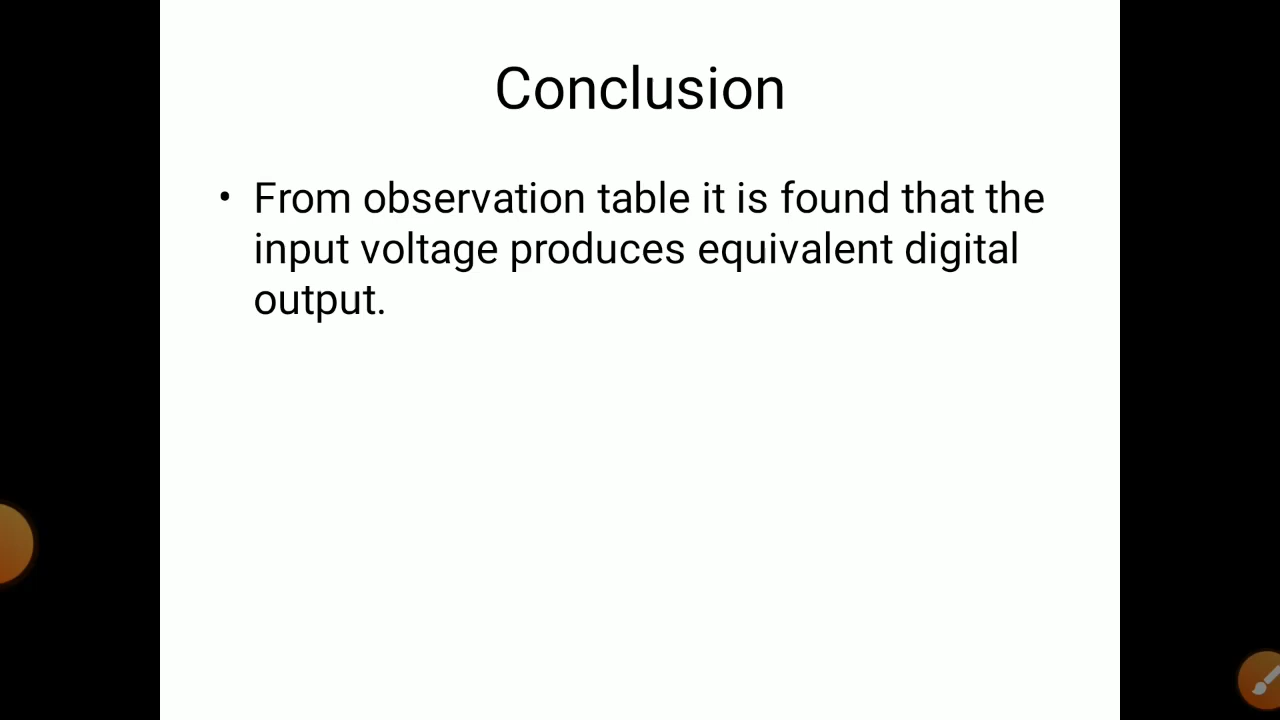 Conclusion
• From observation table it is found that the
input voltage produces equivalent digital
output.